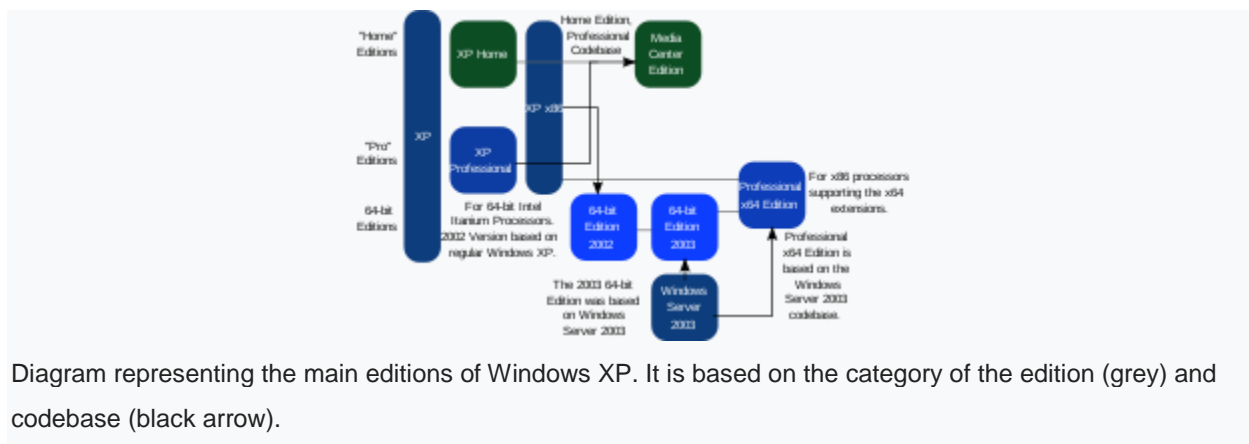 "Home"
Editions
XP
XP Home
XP x86
Home Edition,
Professional
Codebase
Media
Center
Edition
"Pro"
Editions
XP
Professional
64-bit
Editions
For 64-bit Intel
Itanium Processors.
2002 Version based on
regular Windows XP.
64-bit
Edition
2002
64-bit
Edition
2003
Professional
x64 Edition
For x86 processors
supporting the x64
extensions.
The 2003 64-bit
Edition was based
on Windows
Server 2003
Windows
Server
2003
Professional
x64 Edition is
based on the
Windows
Server 2003
codebase.
Diagram representing the main editions of Windows XP. It is based on the category of the edition (grey) and
codebase (black arrow).